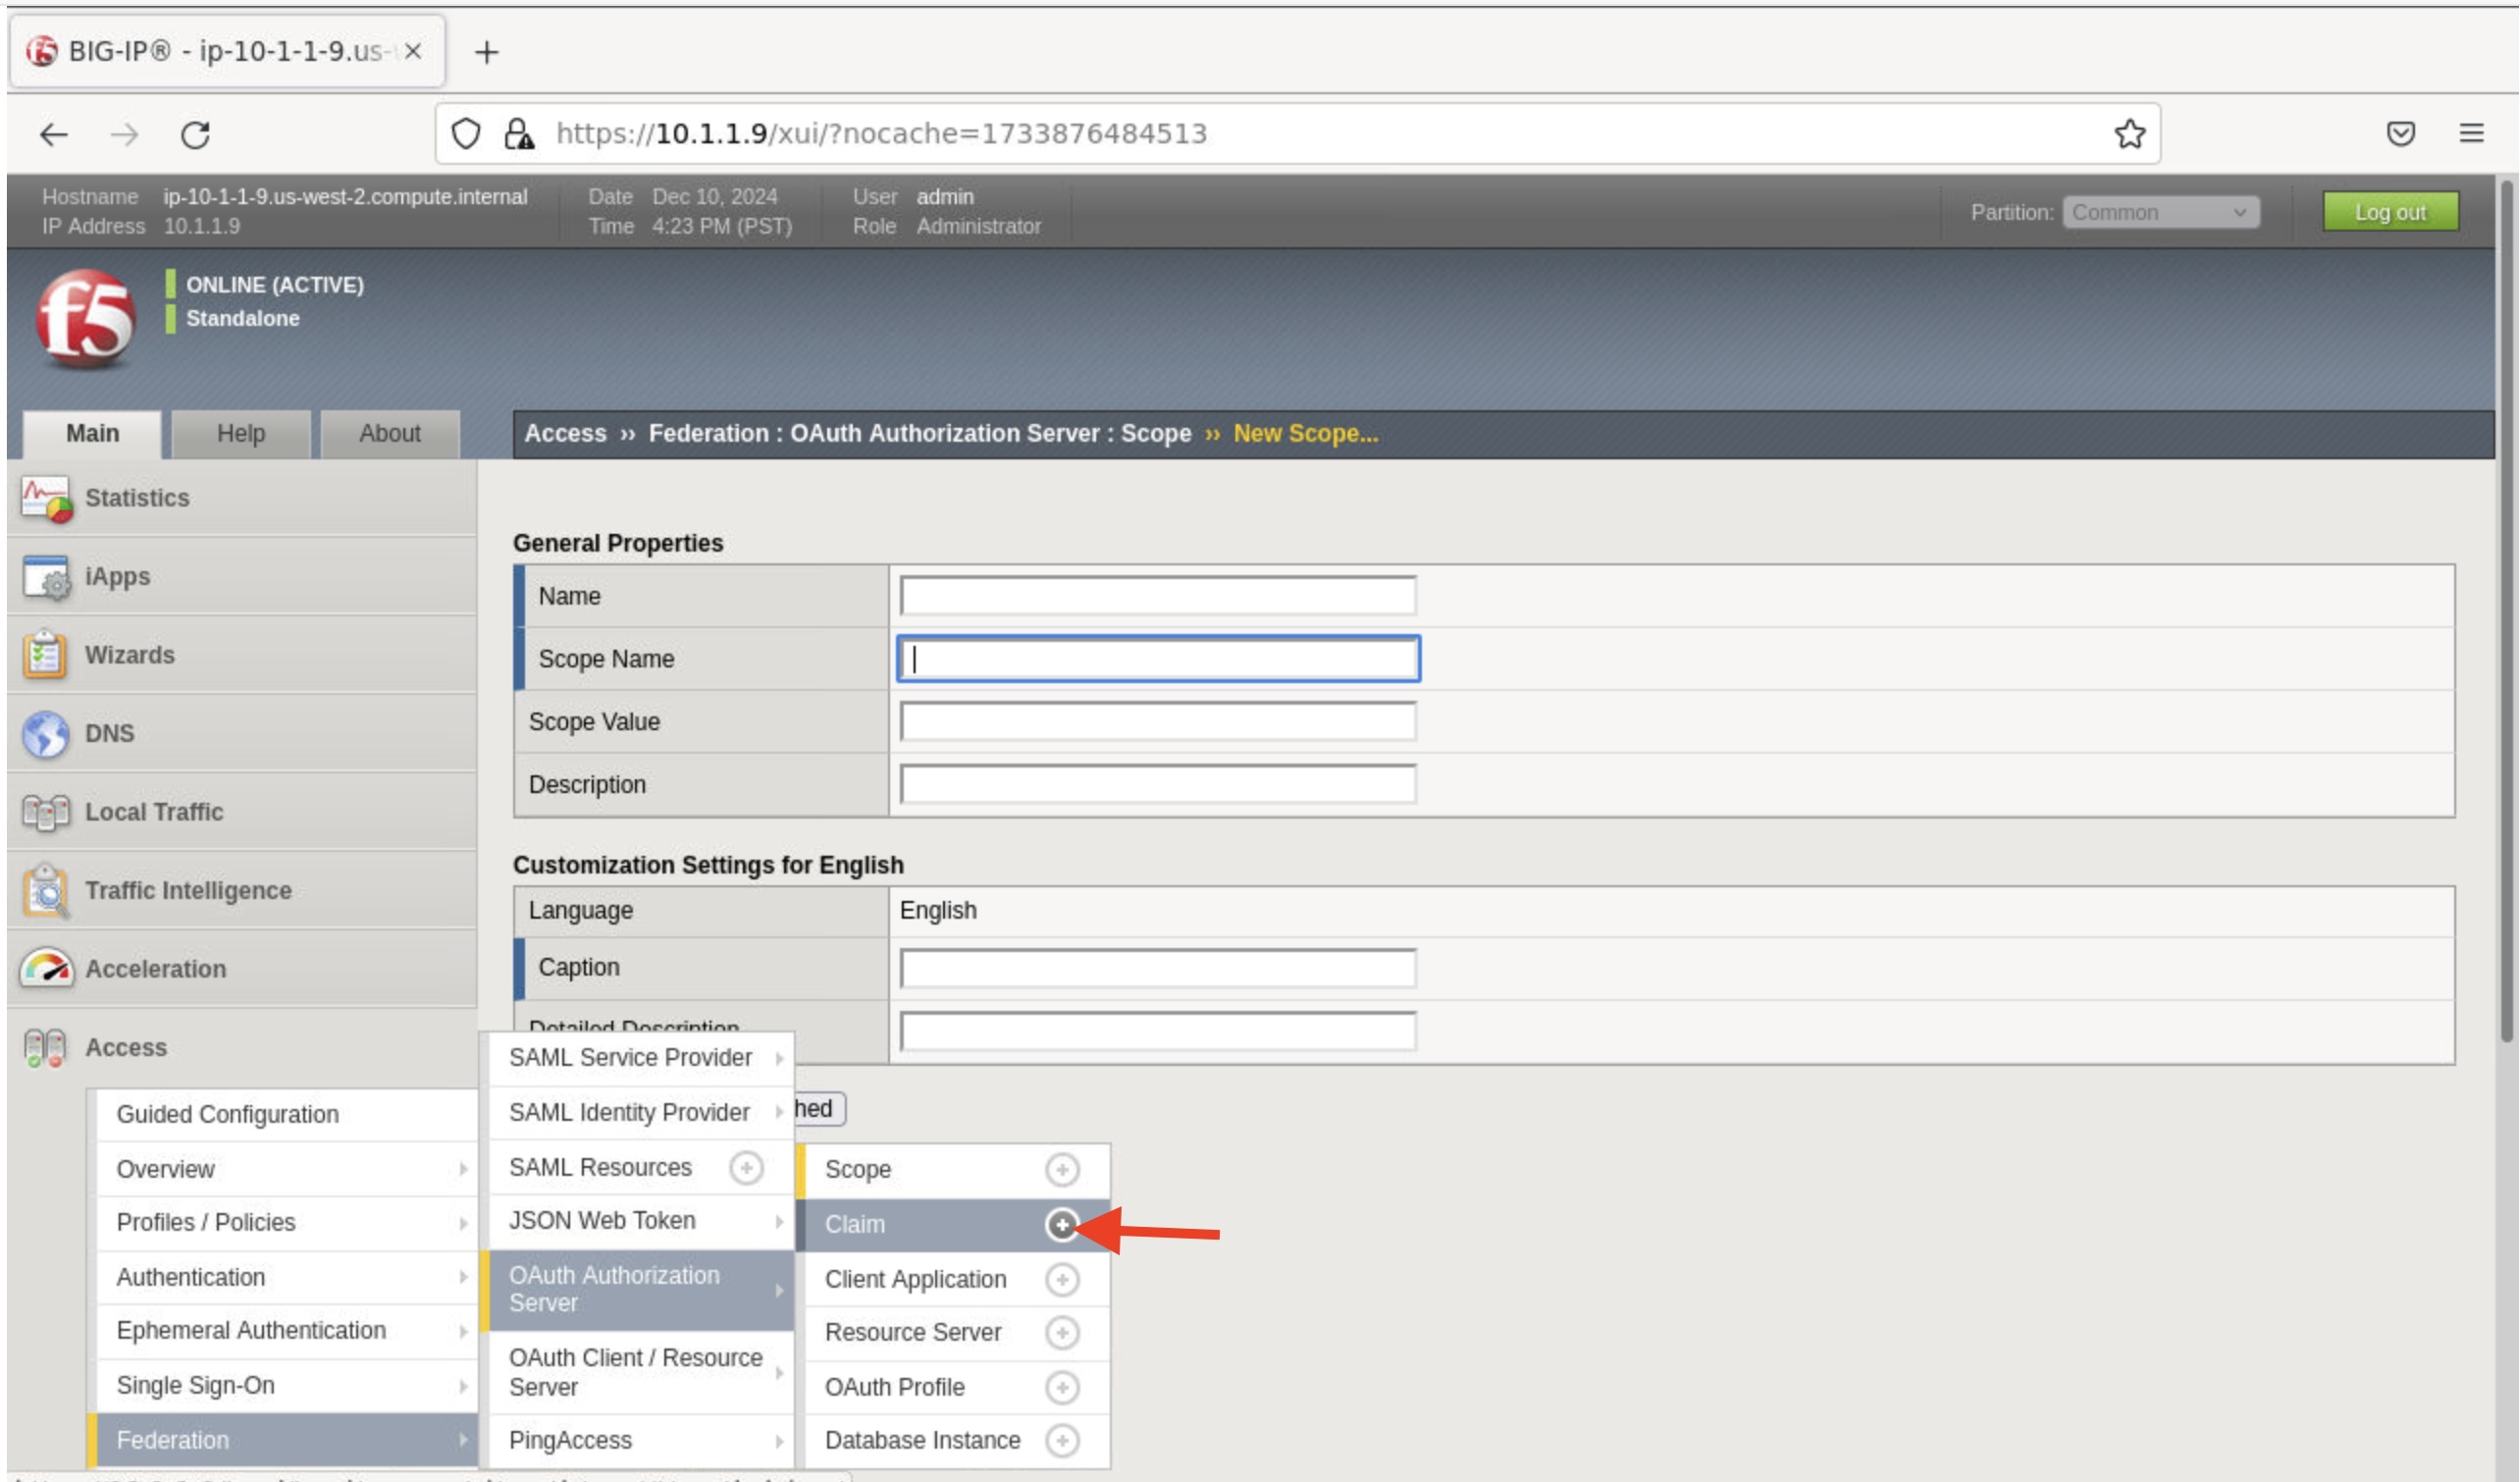 BIG-IP® - ip-10-1-1-9.us-
https://10.1.1.9/xui/?nocache=1733876484513
Hostname ip-10-1-1-9.us-west-2.compute.internal Date Dec 10, 2024 User admin
IP Address 10.1.1.9 Time 4:23 PM (PST) Role Administrator
Partition: Common Log out
f5
ONLINE (ACTIVE)
Standalone
Main Help About
Access ›› Federation : OAuth Authorization Server : Scope ›› New Scope...
Statistics
iApps
Wizards
DNS
Local Traffic
Traffic Intelligence
Acceleration
Access
General Properties
Name
Scope Name
Scope Value
Description
Customization Settings for English
Language English
Caption
Detailed Description
hed
Guided Configuration
Overview
Profiles / Policies
Authentication
Ephemeral Authentication
Single Sign-On
Federation
SAML Service Provider
SAML Identity Provider
SAML Resources
JSON Web Token
OAuth Authorization
Server
OAuth Client / Resource
Server
PingAccess
Scope
Claim
Client Application
Resource Server
OAuth Profile
Database Instance